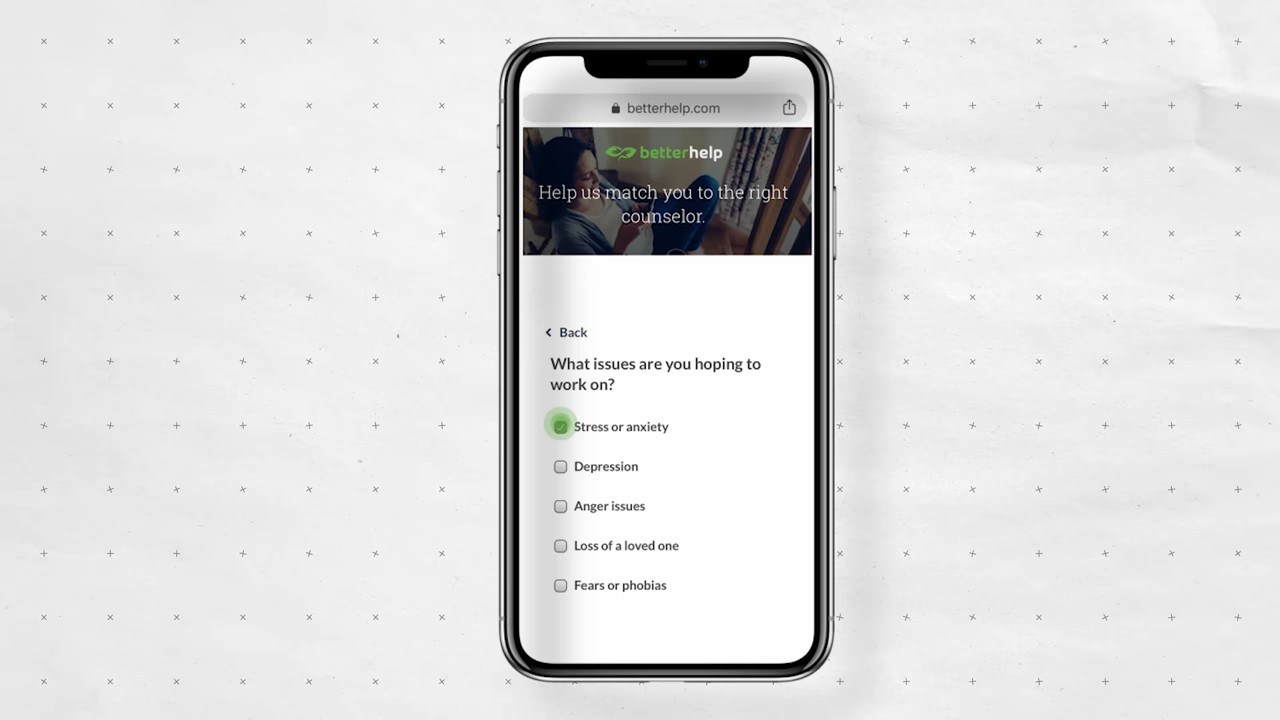 betterhelp.com
betterhelp
Help us match you to the right
counselor.
Back
What issues are you hoping to
work on?
Stress or anxiety
Depression
Anger issues
Loss of a loved one
Fears or phobias